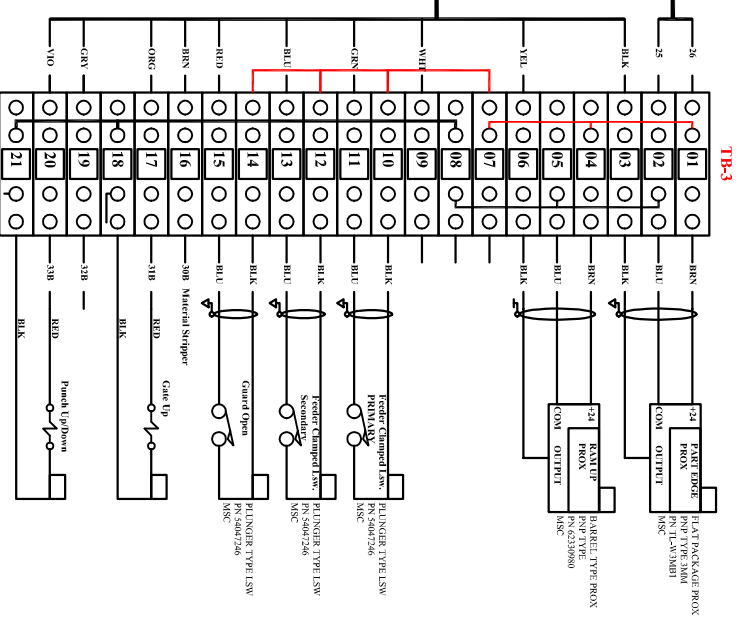 TB-3
VIO
GRY
ORG
BRN
RED
BLU
GRN
WHT
YEL
BLK
25
26
21
20
19
18
17
16
15
14
13
12
11
10
09
08
07
06
05
04
03
02
01
33B
32B
31B
30B
Material Stripper
BLU
BLK
BLU
BLK
BLU
BLK
BLK
BLU
BRN
BLK
BLU
BRN
BLK
RED
BLK
RED
Punch Up/Down
Gate Up
Guard Open
Feeder Clamped Lsw.
Secondary
Feeder Clamped Lsw.
PRIMARY
PLUNGER TYPE LSW
PN 54047246
MSC
PLUNGER TYPE LSW
PN 54047246
MSC
PLUNGER TYPE LSW
PN 54047246
MSC
+24
COM
OUTPUT
RAM UP
PROX
BARREL TYPE PROX
PNP TYPE
PN 62330980
MSC
+24
COM
OUTPUT
PART EDGE
PROX
FLAT PACKAGE PROX
PNP TYPE 3MM
PN TL-W3MB1
MSC